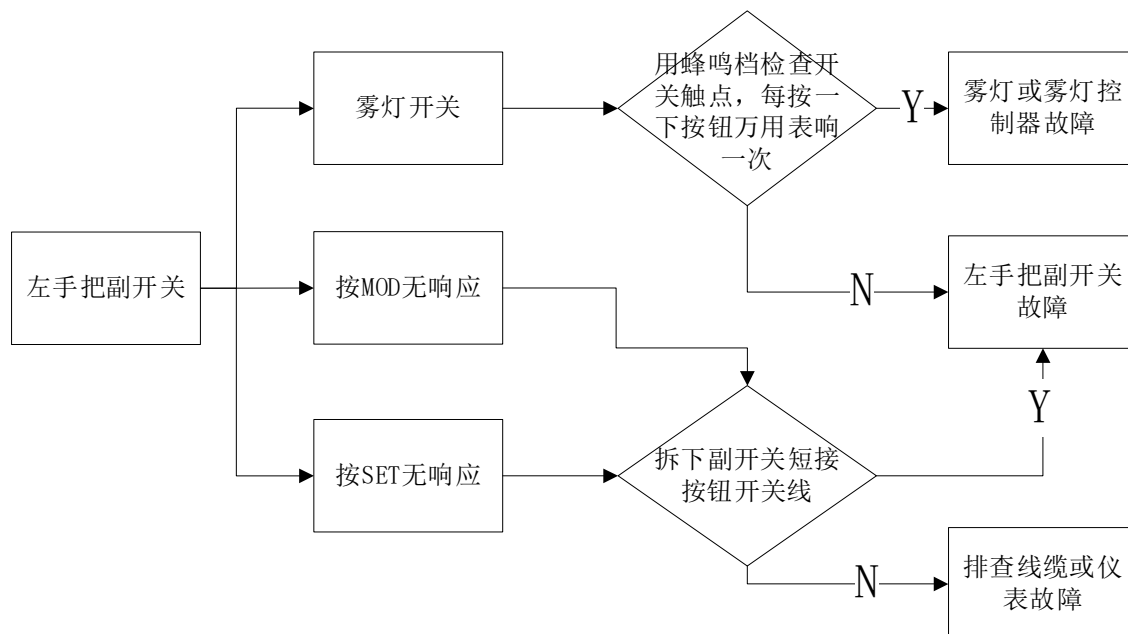 用蜂鸣档检查开
关触点，每按一
下按钮万用表响
一次
雾灯开关
Y
雾灯或雾灯控
制器故障
左手把副开关
按MOD无响应
N
左手把副开关
故障
Y
按SET无响应
拆下副开关短接
按钮开关线
N
排查线缆或仪
表故障